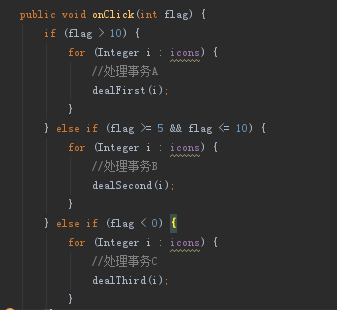 public void onClick(int flag) {
if (flag > 10) {
for (Integer i : icons) {
//处理事务A
dealFirst(i);
}
} else if (flag >= 5 && flag <= 10) {
for (Integer i : icons) {
//处理事务B
dealSecond(i);
}
} else if (flag < 0) {
for (Integer i : icons) {
//处理事务C
dealThird(i);
}